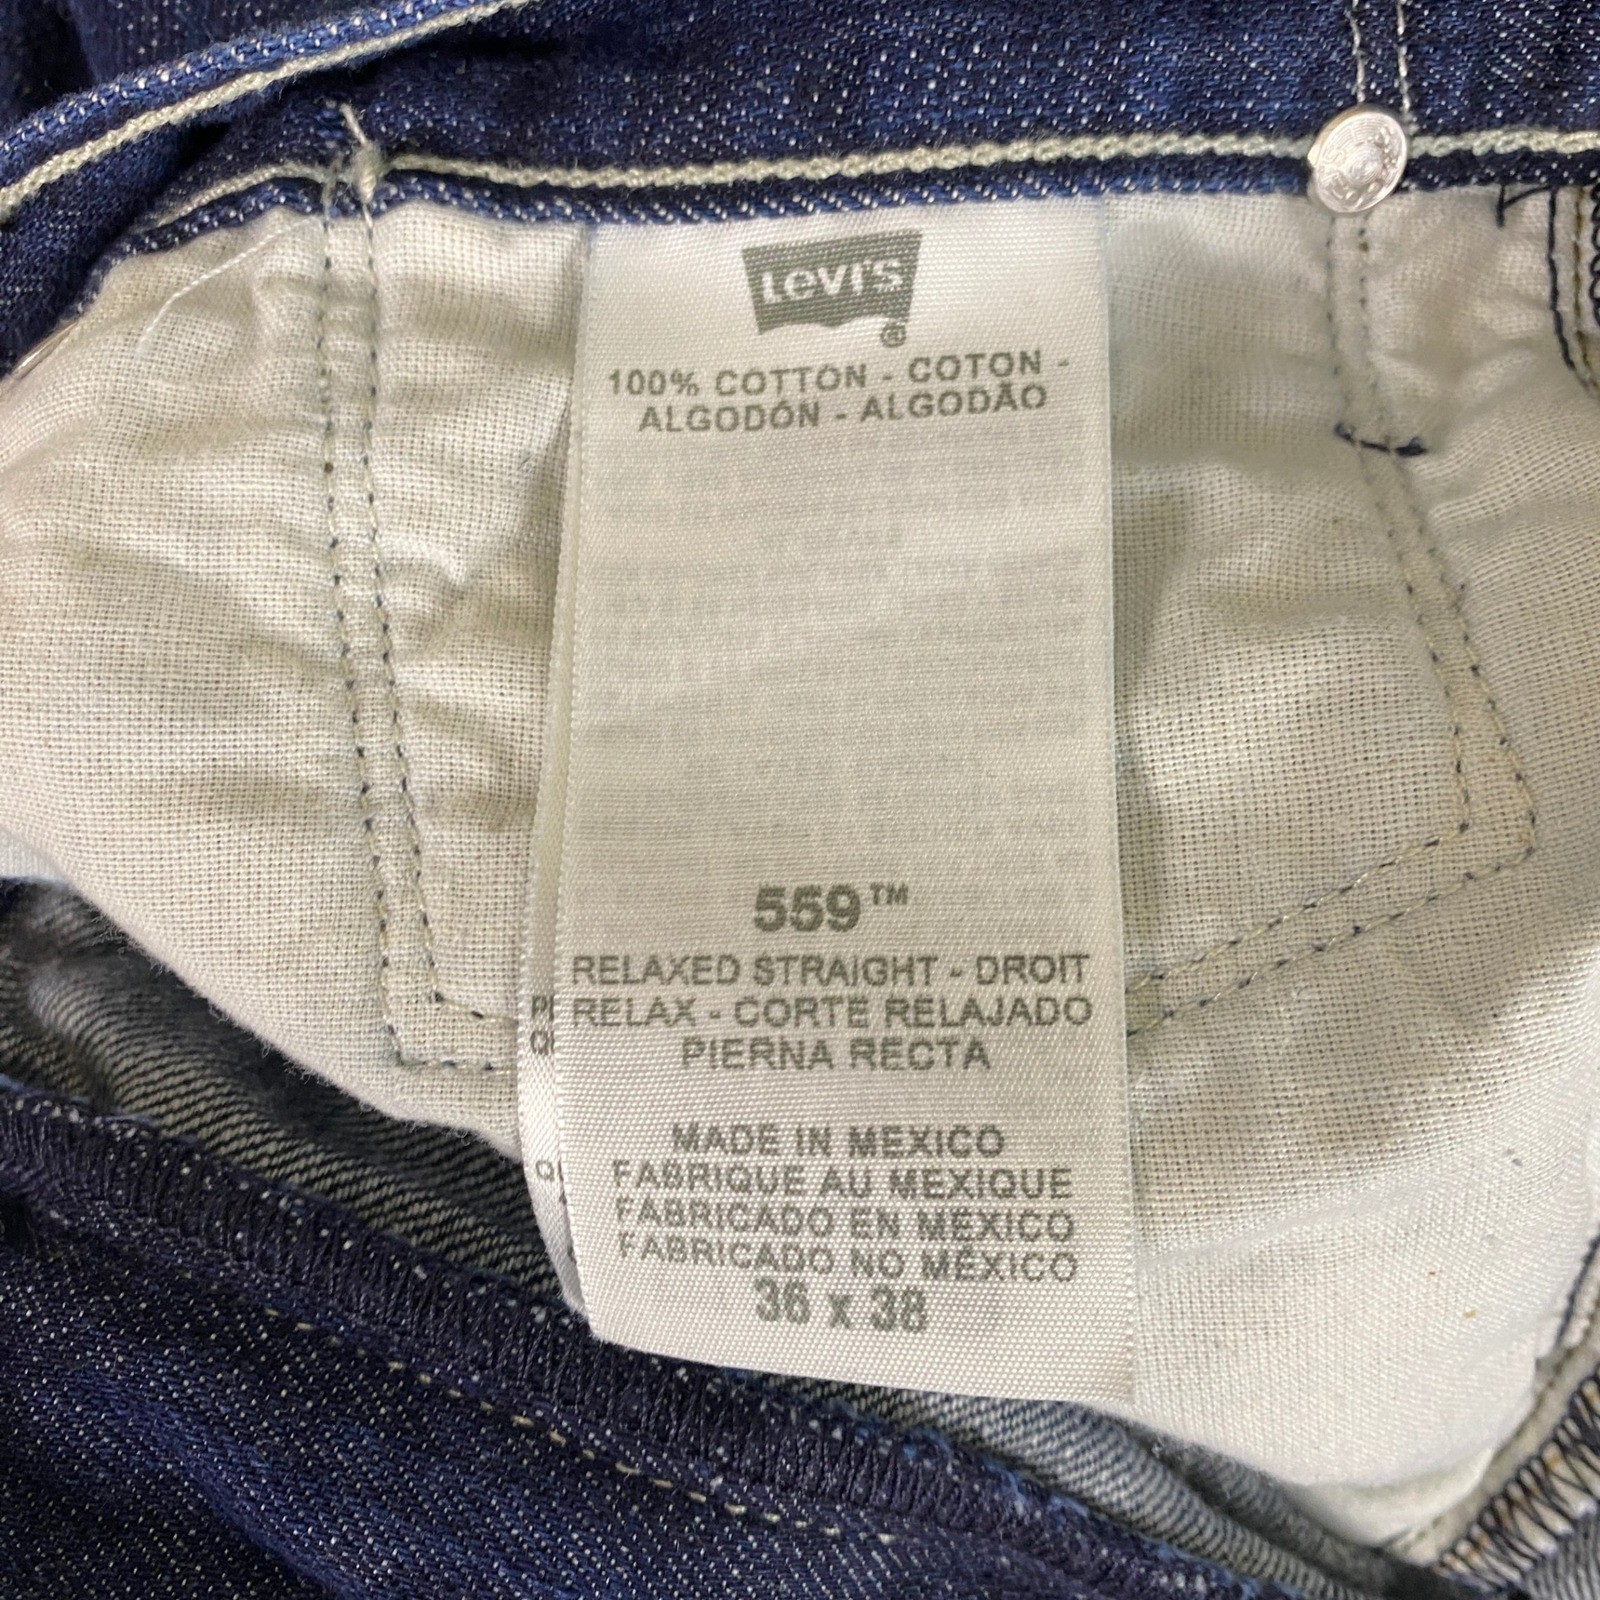 Levi's
®
100% COTTON - COTON -
ALGODÓN - ALGODÃO
559™
RELAXED STRAIGHT - DROIT
RELAX - CORTE RELAJADO
PIERNA RECTA
MADE IN MEXICO
FABRIQUE AU MEXIQUE
FABRICADO EN MÉXICO
FABRICADO NO MÉXICO
36 x 38